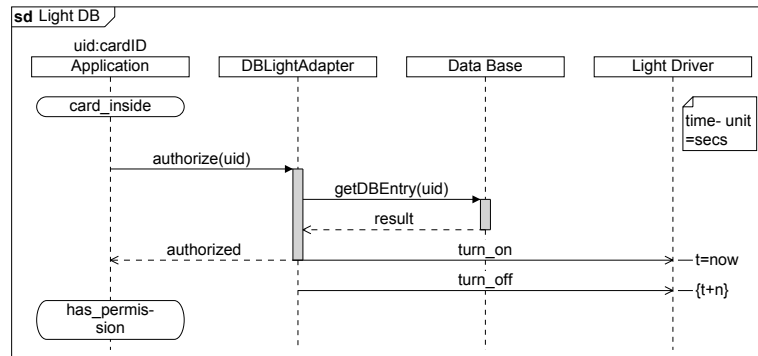 sd Light DB
uid:cardID
Application
DBLightAdapter
Data Base
Light Driver
card_inside
time- unit
=secs
authorize(uid)
getDBEntry(uid)
result
authorized
turn_on
t=now
turn_off
{t+n}
has_permis-
sion